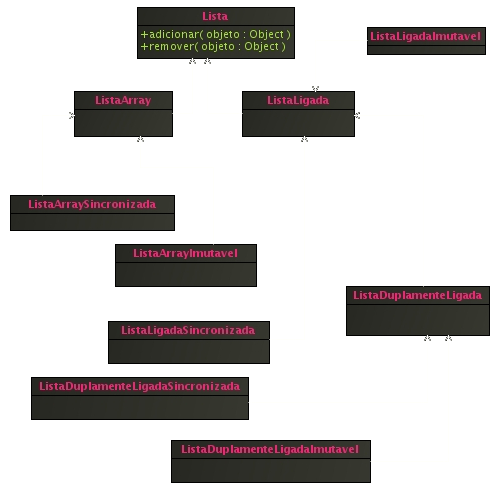 Lista
+adicionar( objeto : Object )
+remover( objeto : Object )
ListaLigadaImutavel
ListaArray
ListaLigada
ListaArraySincronizada
ListaArrayImutavel
ListaDuplamenteLigada
ListaLigadaSincronizada
ListaDuplamenteLigadaSincronizada
ListaDuplamenteLigadaImutavel